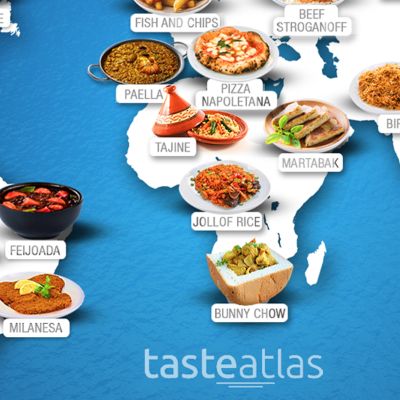 FISH AND CHIPS
BEEF
STROGANOFF
PAELLA
PIZZA
NAPOLETANA
TAJINE
MARTABAK
JOLLOF RICE
FEIJOADA
BUNNY CHOW
MILANESA
tasteatlas